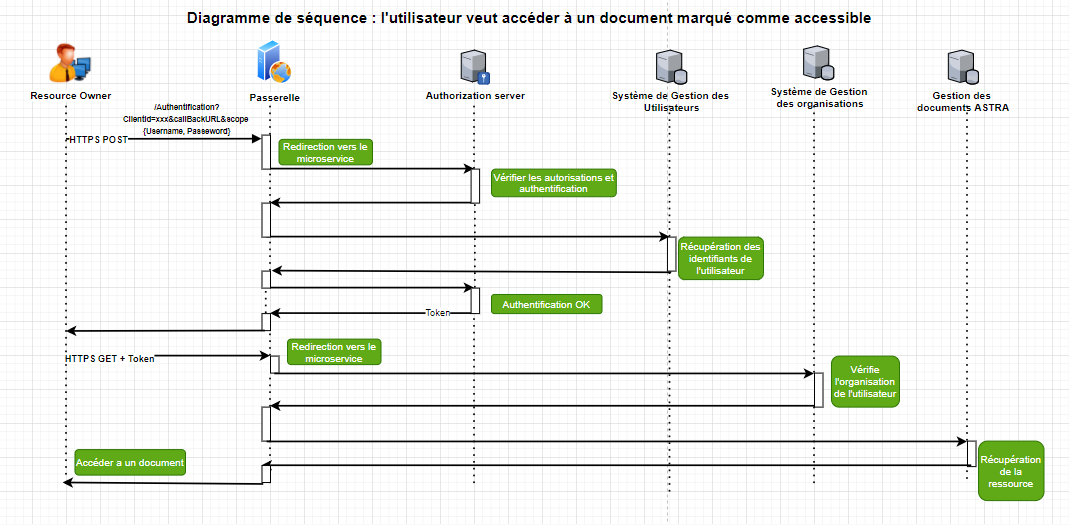 Diagramme de séquence : l'utilisateur veut accéder à un document marqué comme accessible
Resource Owner
Passerelle
Authorization server
Système de Gestion des
Utilisateurs
Système de Gestion
des organisations
Gestion des
documents ASTRA
/Authentification?
ClientId=xxx&callBackURL&scope
{Username, Passeword}
HTTPS POST
Redirection vers le
microservice
Vérifier les autorisations et
authentification
Récupération des
identifiants de
l'utilisateur
Authentification OK
Token
HTTPS GET + Token
Redirection vers le
microservice
Vérifie
l'organisation
de l'utilisateur
Accéder a un document
Récupération
de la
ressource